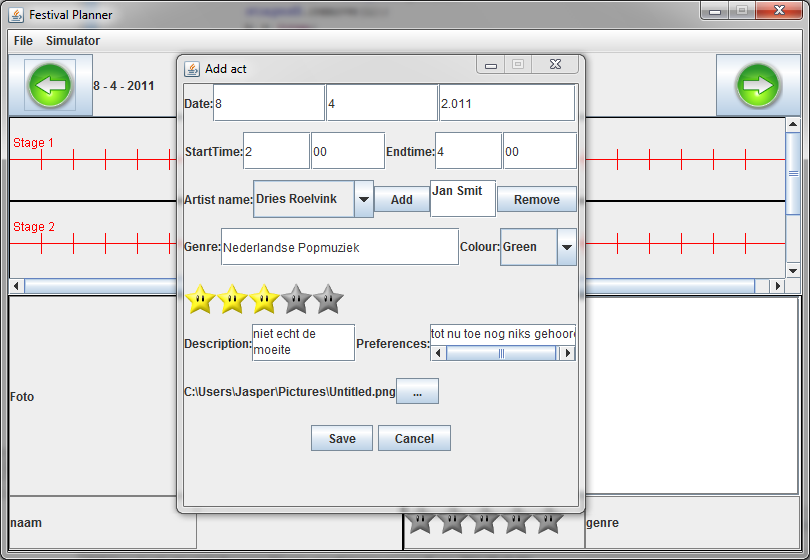 Festival Planner
File Simulator
8 - 4 - 2011
Add act
Date: 8 4 2.011
Stage 1
StartTime: 2 00 Endtime: 4 00
Artist name: Dries Roelvink Add Jan Smit Remove
Stage 2
Genre: Nederlandse Popmuziek Colour: Green
Description: niet echt de
moeite
Preferences: tot nu toe nog niks gehoord
C:\Users\Jasper\Pictures\Untitled.png ...
Foto
Save Cancel
naam genre